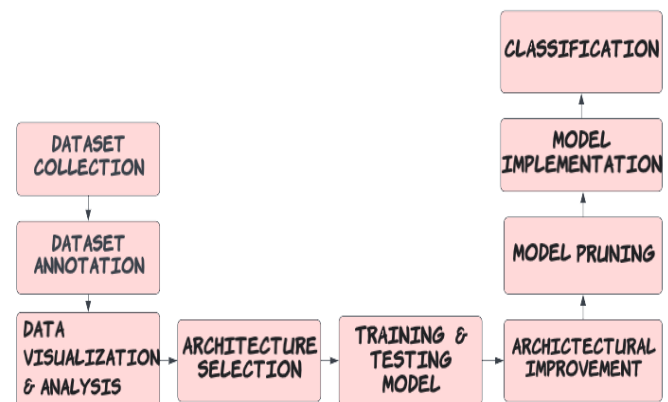 DATASET
COLLECTION
DATASET
ANNOTATION
DATA
VISUALIZATION
& ANALYSIS
ARCHITECTURE
SELECTION
TRAINING &
TESTING
MODEL
ARCHICTECTURAL
IMPROVEMENT
MODEL PRUNING
MODEL
IMPLEMENTATION
CLASSIFICATION